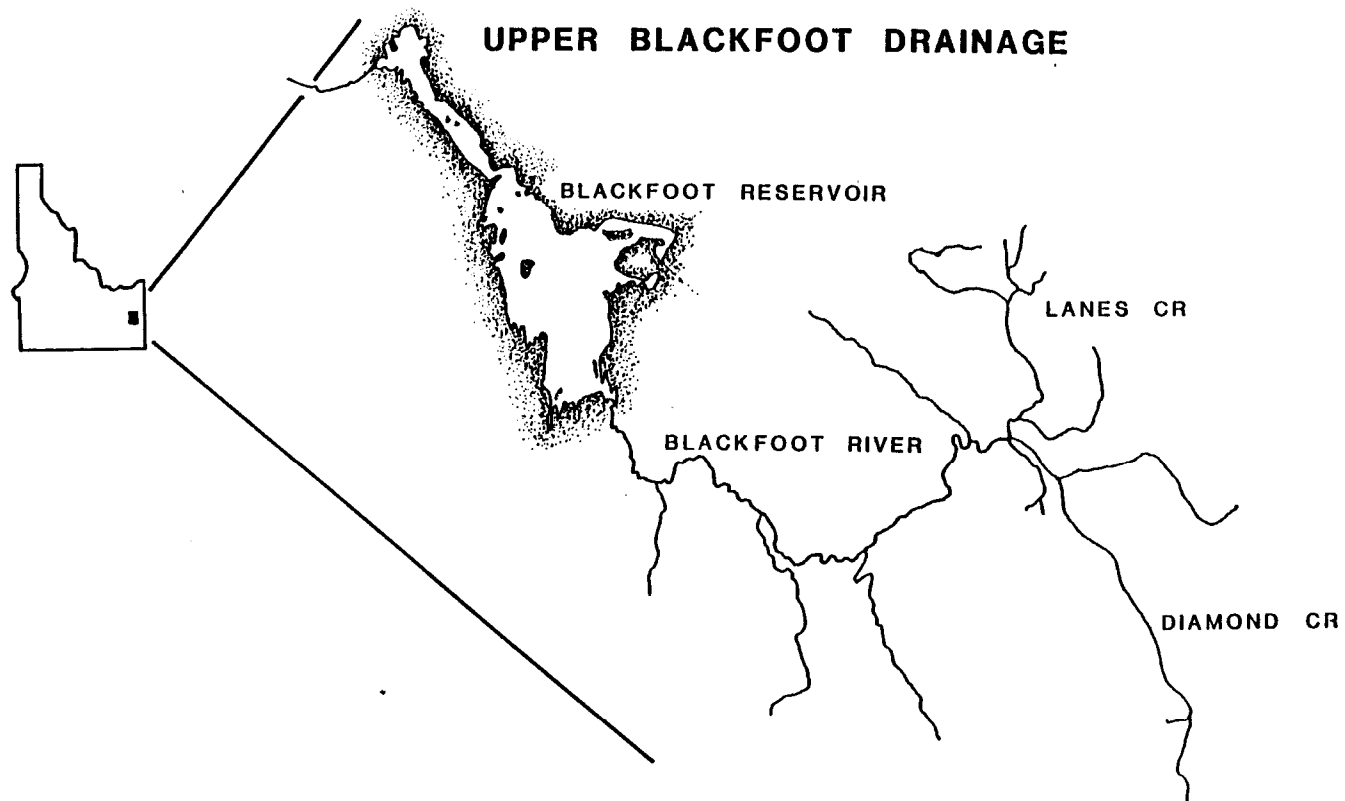 UPPER BLACKFOOT DRAINAGE
BLACKFOOT RESERVOIR
LANES CR
BLACKFOOT RIVER
DIAMOND CR